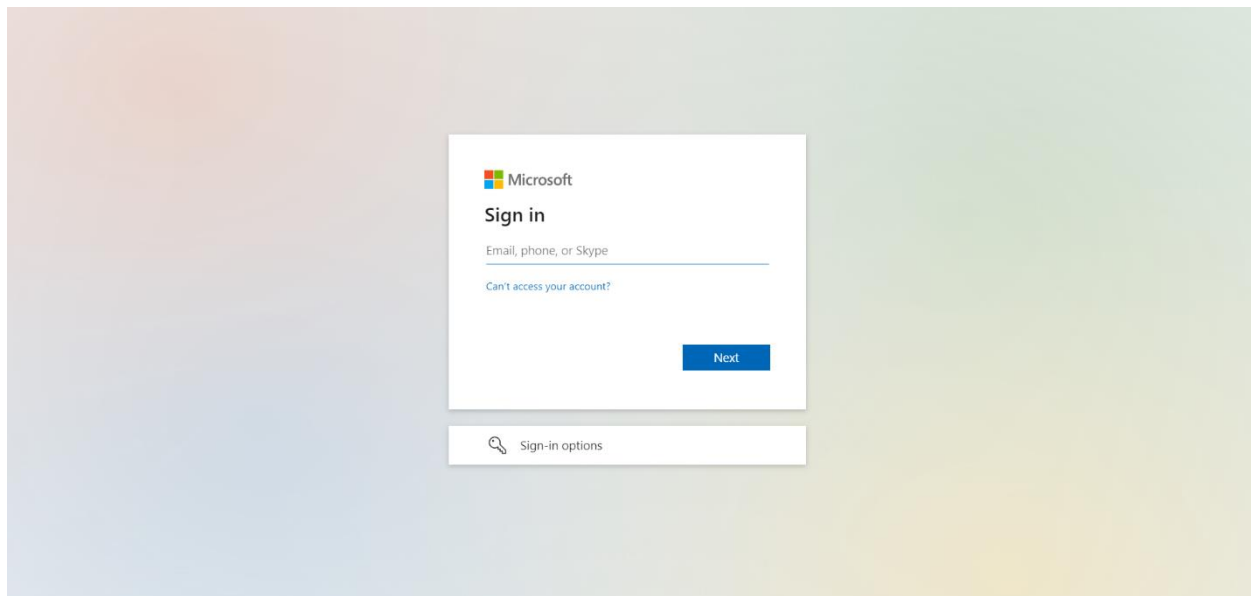 Microsoft
Sign in
Email, phone, or Skype
Can't access your account?
Next
Sign-in options